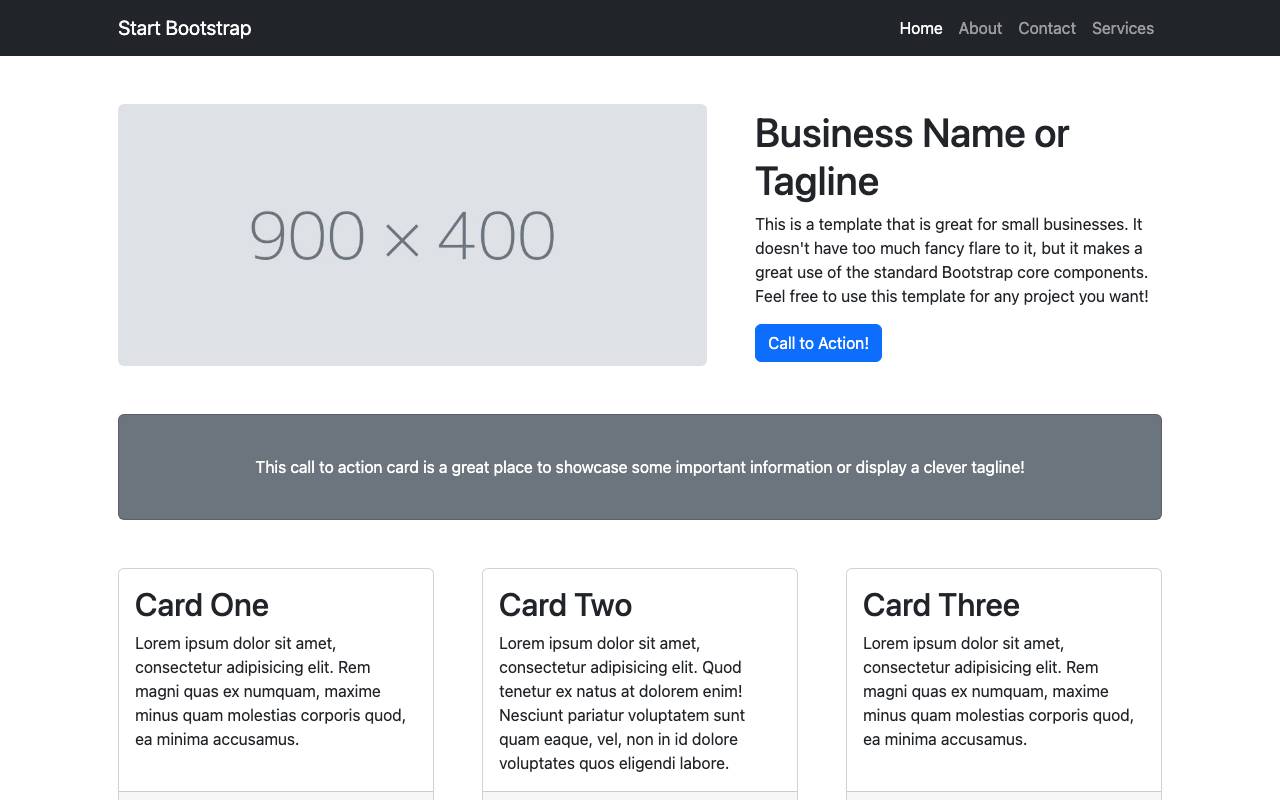 Start Bootstrap
Home About Contact Services
900 × 400
Business Name or
Tagline
This is a template that is great for small businesses. It
doesn't have too much fancy flare to it, but it makes a
great use of the standard Bootstrap core components.
Feel free to use this template for any project you want!
Call to Action!
This call to action card is a great place to showcase some important information or display a clever tagline!
Card One
Lorem ipsum dolor sit amet,
consectetur adipisicing elit. Rem
magni quas ex numquam, maxime
minus quam molestias corporis quod,
ea minima accusamus.
Card Two
Lorem ipsum dolor sit amet,
consectetur adipisicing elit. Quod
tenetur ex natus at dolorem enim!
Nesciunt pariatur voluptatem sunt
quam eaque, vel, non in id dolore
voluptates quos eligendi labore.
Card Three
Lorem ipsum dolor sit amet,
consectetur adipisicing elit. Rem
magni quas ex numquam, maxime
minus quam molestias corporis quod,
ea minima accusamus.